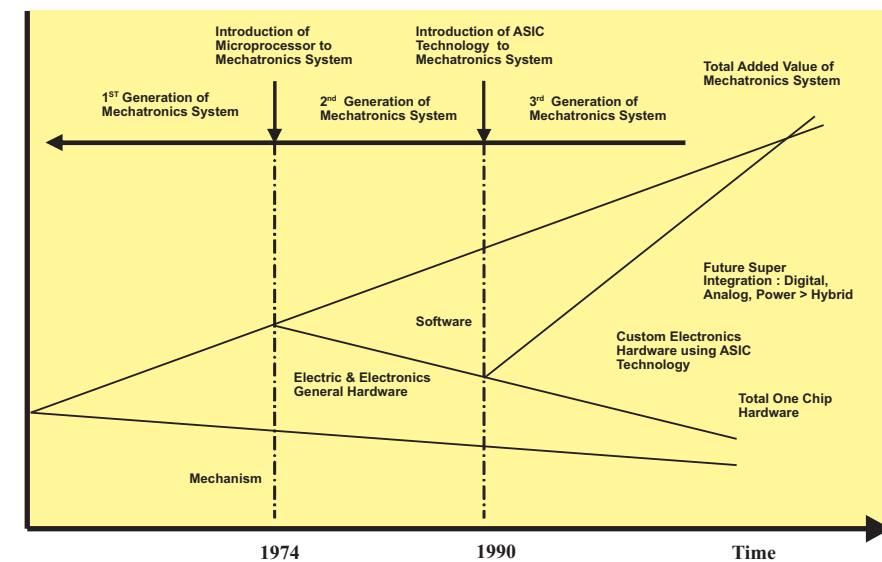 Introduction of
Microprocessor to
Mechatronics System
Introduction of ASIC
Technology to
Mechatronics System
Total Added Value of
Mechatronics System
1ST Generation of
Mechatronics System
2nd Generation of
Mechatronics System
3rd Generation of
Mechatronics System
Future Super
Integration : Digital,
Analog, Power > Hybrid
Software
Custom Electronics
Hardware using ASIC
Technology
Electric & Electronics
General Hardware
Total One Chip
Hardware
Mechanism
1974
1990
Time